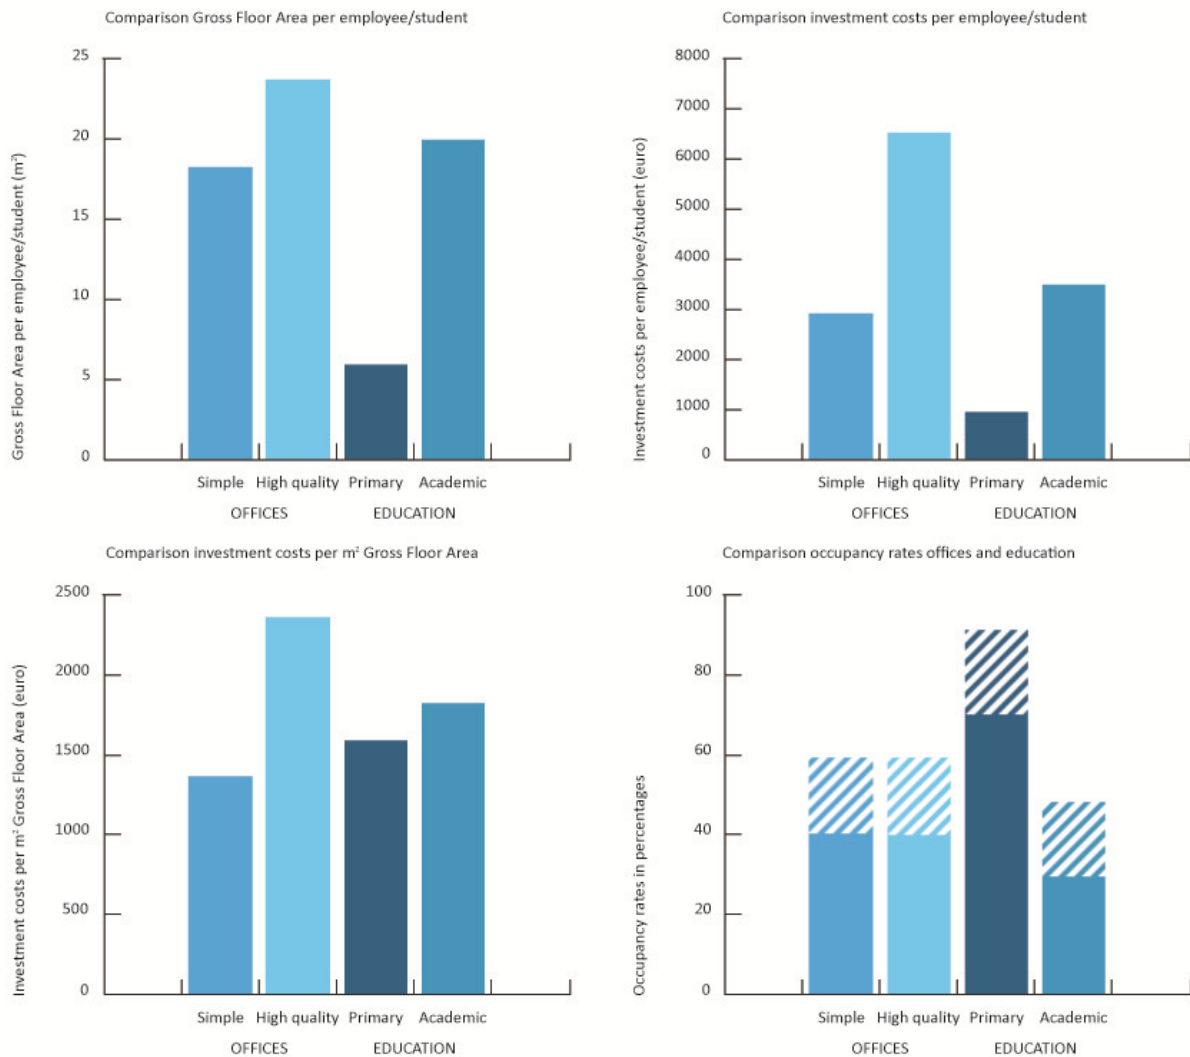 Comparison Gross Floor Area per employee/student
Gross Floor Area per employee/student (m²)
25
20
15
10
5
0
Simple High quality Primary Academic
OFFICES EDUCATION
Comparison investment costs per employee/student
Investment costs per employee/student (euro)
8000
7000
6000
5000
4000
3000
2000
1000
0
Simple High quality Primary Academic
OFFICES EDUCATION
Comparison investment costs per m² Gross Floor Area
Investment costs per m² Gross Floor Area (euro)
2500
2000
1500
1000
500
0
Simple High quality Primary Academic
OFFICES EDUCATION
Comparison occupancy rates offices and education
Occupancy rates in percentages
100
80
60
40
20
0
Simple High quality Primary Academic
OFFICES EDUCATION